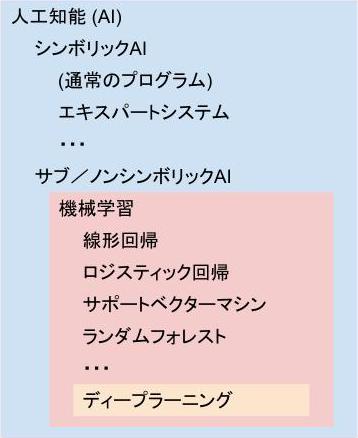 人工知能 (AI)
シンボリックAI
(通常のプログラム)
エキスパートシステム
・・・
サブ／ノンシンボリックAI
機械学習
線形回帰
ロジスティック回帰
サポートベクターマシン
ランダムフォレスト
・・・
ディープラーニング